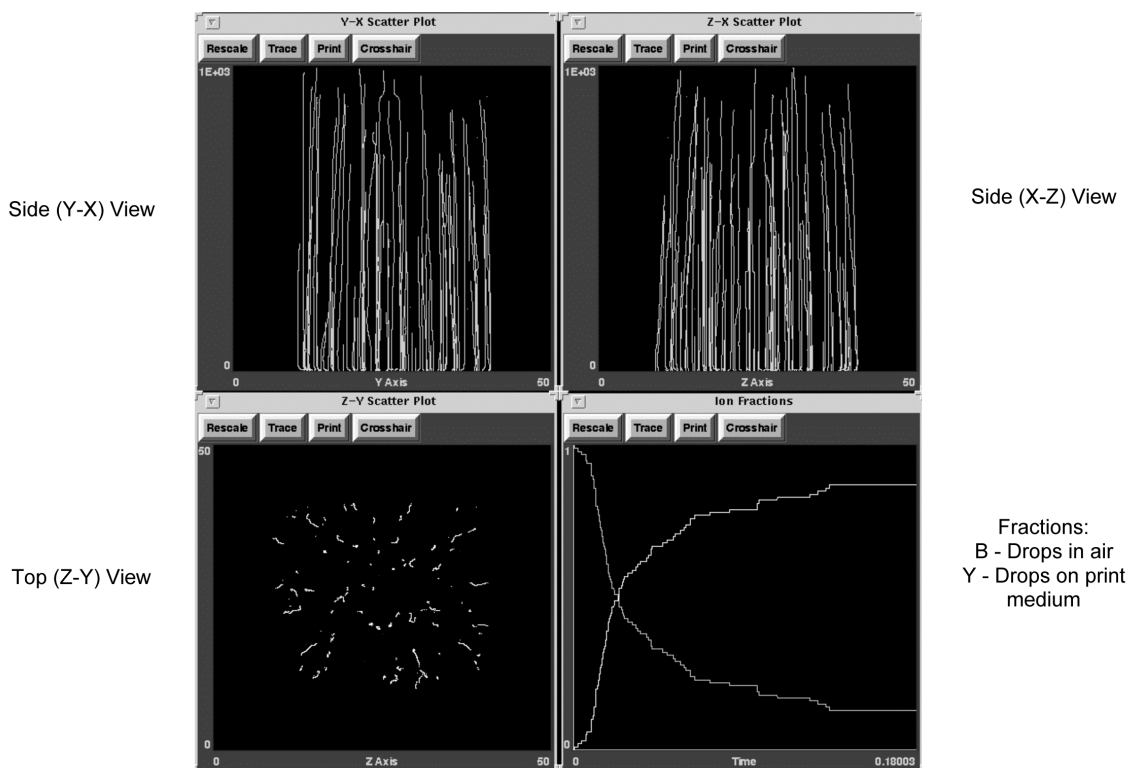 Y-X Scatter Plot
Rescale Trace Print Crosshair
1E+03
0
0 Y Axis 50
Z-X Scatter Plot
Rescale Trace Print Crosshair
1E+03
0
0 Z Axis 50
Side (Y-X) View
Side (X-Z) View
Z-Y Scatter Plot
Rescale Trace Print Crosshair
50
0
0 Z Axis 50
Ion Fractions
Rescale Trace Print Crosshair
1
0
0 Time 0.18003
Top (Z-Y) View
Fractions:
B - Drops in air
Y - Drops on print
medium